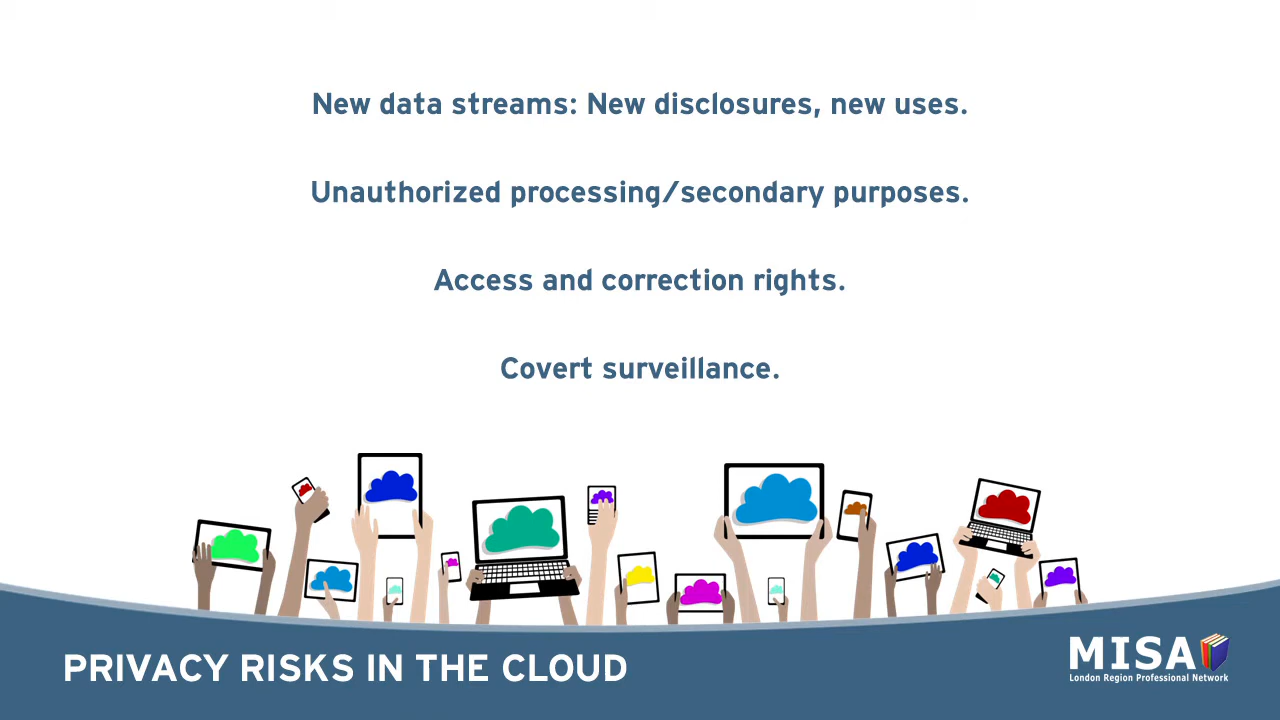 New data streams: New disclosures, new uses.
Unauthorized processing/secondary purposes.
Access and correction rights.
Covert surveillance.
PRIVACY RISKS IN THE CLOUD
MISA
London Region Professional Network